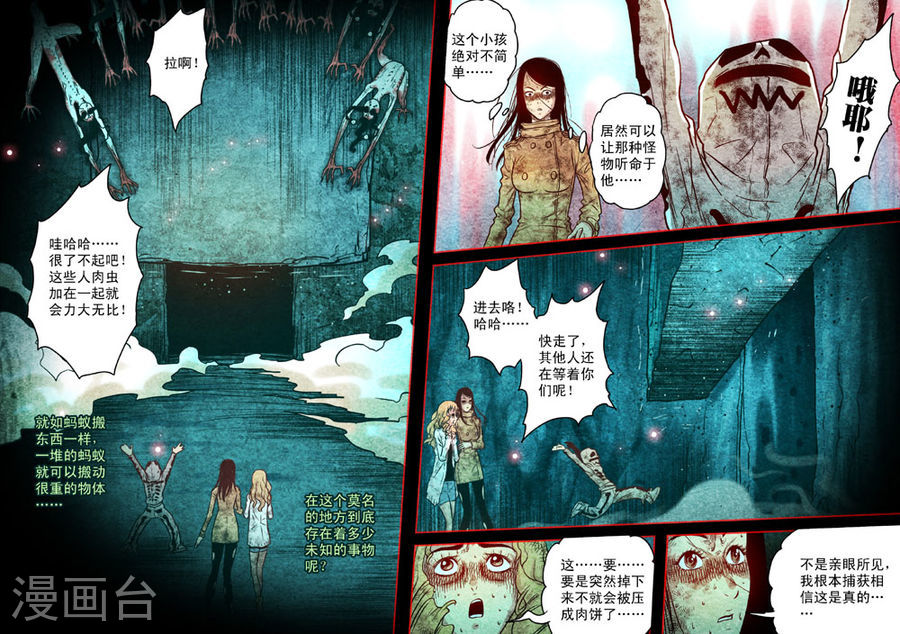 拉啊！
哇哈哈……
很了不起吧！
这些人肉虫
加在一起就
会力大无比！
就如蚂蚁搬
东西一样，
一堆的蚂蚁
就可以搬动
很重的物体
……
在这个莫名
的地方到底
存在着多少
未知的事物
呢？
这个小孩
绝对不简
单……
居然可以
让那种怪
物听命于
他……
哦耶！
进去咯！
哈哈……
快走了，
其他人还
在等着你
们呢！
这……要……
要是突然掉下
来不就会被压
成肉饼了……
不是亲眼所见，
我根本捕获相
信这是真的…
…
漫画台